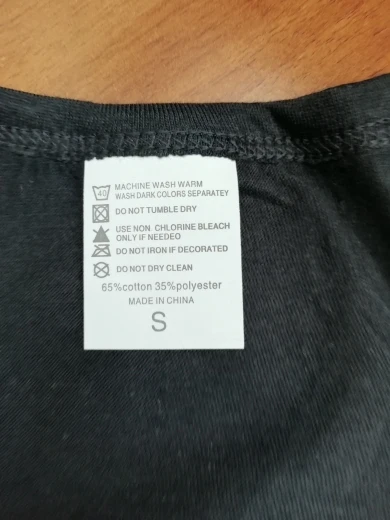 40
MACHINE WASH WARM
WASH DARK COLORS SEPARATEY
DO NOT TUMBLE DRY
USE NON CHLORINE BLEACH
ONLY IF NEEDEO
DO NOT IRON IF DECORATED
DO NOT DRY CLEAN
65%cotton 35%polyester
MADE IN CHINA
S